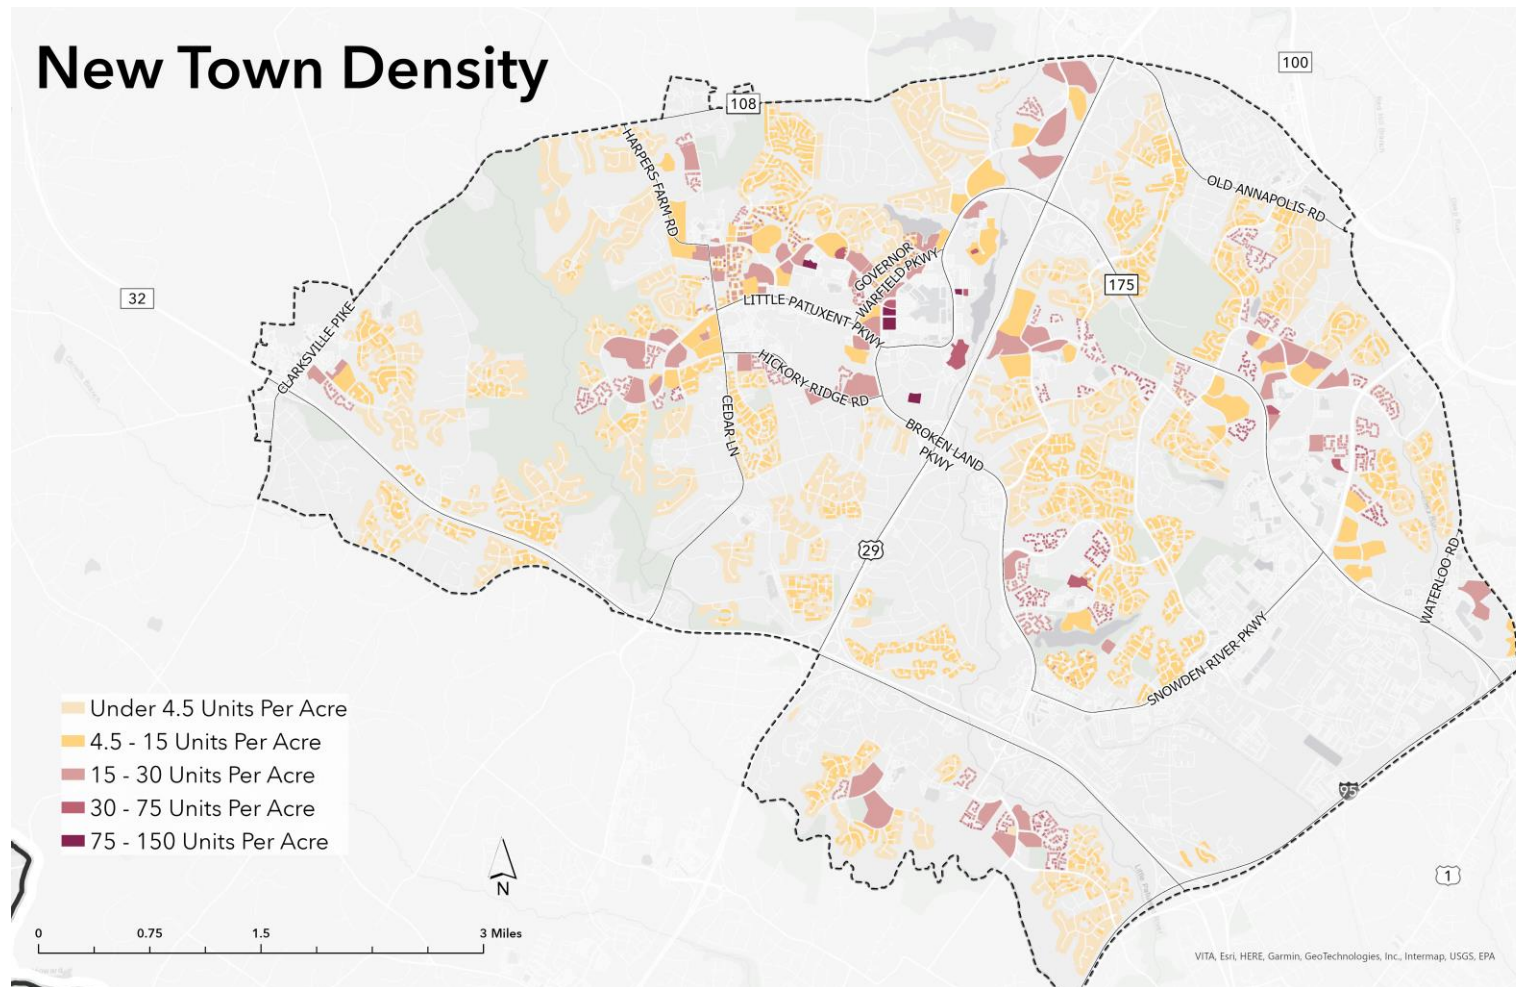 New Town Density
100
108
HARPERS FARM RD
OLD ANNAPOLIS RD
32
175
GOVERNOR
WARFIELD PKWY
LITTLE PATUXENT PKWY
CLARKSVILLE PIKE
HICKORY RIDGE RD
CEDAR LN
BROKEN LAND
PKWY
29
WATERLOO RD
SNOWDEN RIVER PKWY
95
1
Under 4.5 Units Per Acre
4.5 - 15 Units Per Acre
15 - 30 Units Per Acre
30 - 75 Units Per Acre
75 - 150 Units Per Acre
N
0 0.75 1.5 3 Miles
VITA, Esri, HERE, Garmin, GeoTechnologies, Inc., Intermap, USGS, EPA